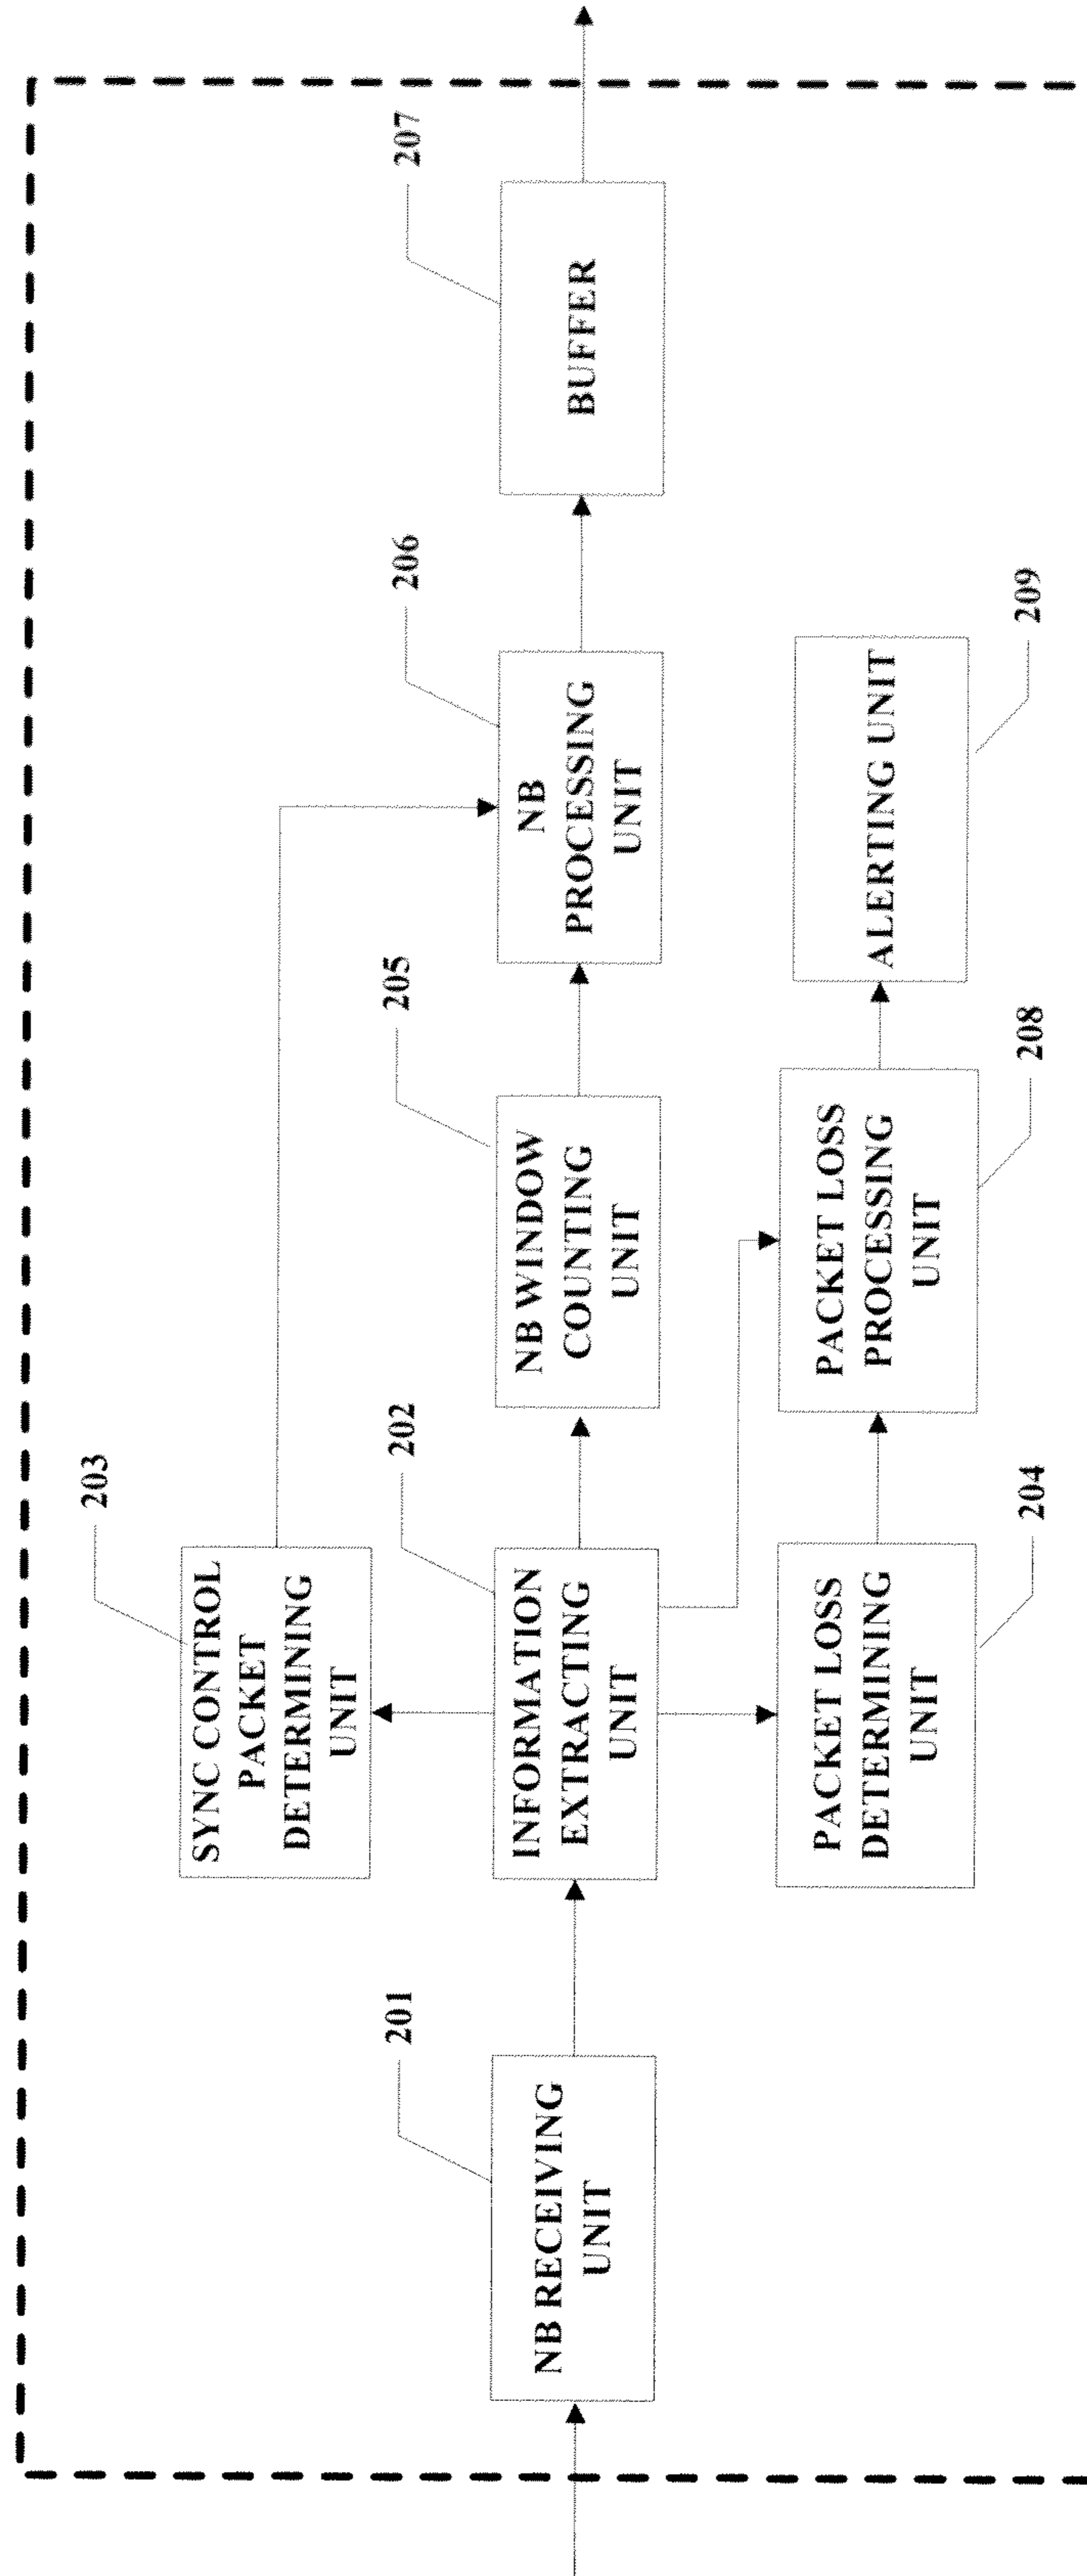 203
SYNC CONTROL
PACKET
DETERMINING
UNIT
201
NB RECEIVING
UNIT
202
INFORMATION
EXTRACTING
UNIT
205
NB WINDOW
COUNTING
UNIT
206
NB
PROCESSING
UNIT
207
BUFFER
PACKET LOSS
DETERMINING
UNIT
204
PACKET LOSS
PROCESSING
UNIT
208
ALERTING UNIT
209